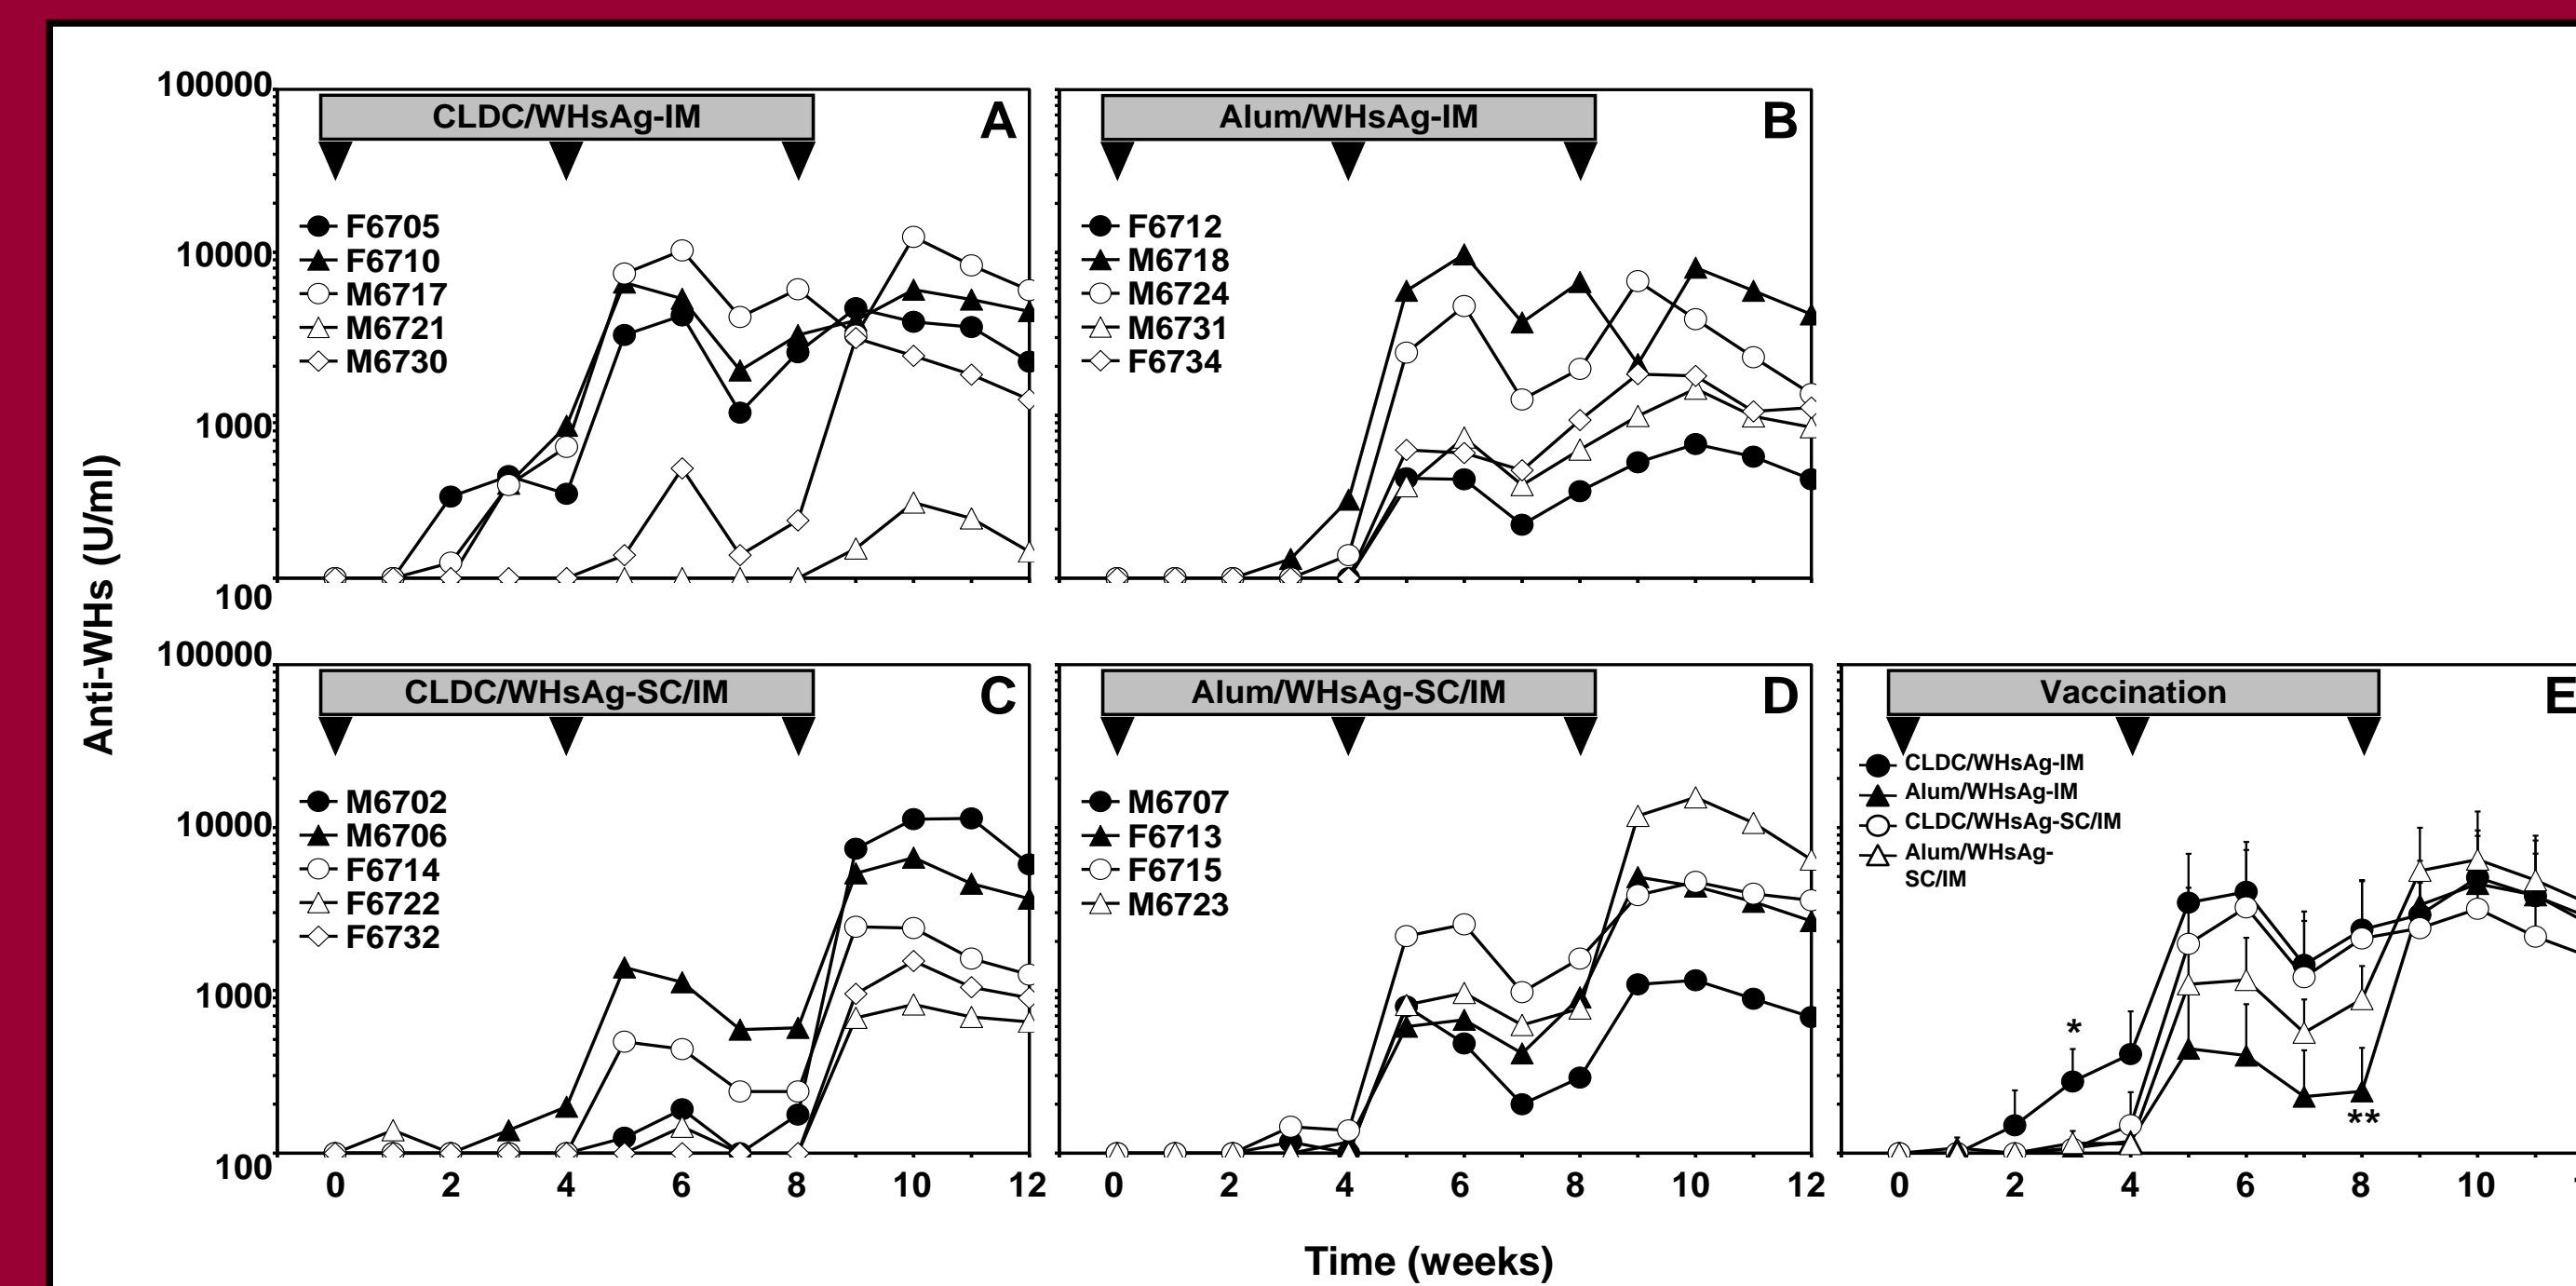 100000
10000
1000
100
CLDC/WHsAg-IM
A
F6705
F6710
M6717
M6721
M6730
Alum/WHsAg-IM
B
F6712
M6718
M6724
M6731
F6734
Anti-WHs (U/ml)
100000
10000
1000
100
CLDC/WHsAg-SC/IM
C
M6702
M6706
F6714
F6722
F6732
0 2 4 6 8 10 12
Alum/WHsAg-SC/IM
D
M6707
F6713
F6715
M6723
0 2 4 6 8 10 12
Vaccination
E
CLDC/WHsAg-IM
Alum/WHsAg-IM
CLDC/WHsAg-SC/IM
Alum/WHsAg-
SC/IM
*
**
0 2 4 6 8 10
Time (weeks)